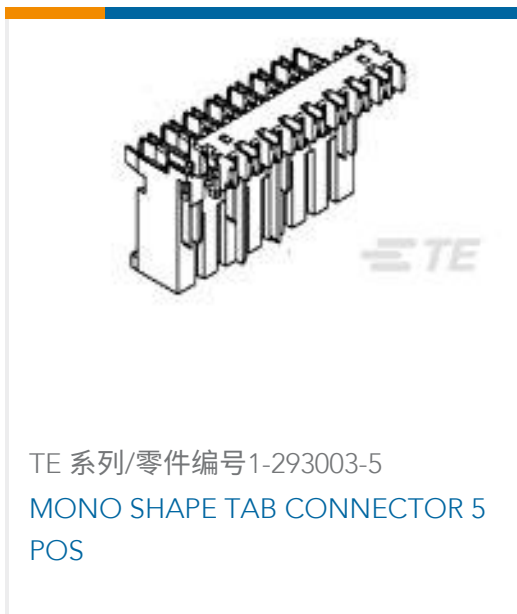 TE
TE 系列/零件编号1-293003-5
MONO SHAPE TAB CONNECTOR 5
POS